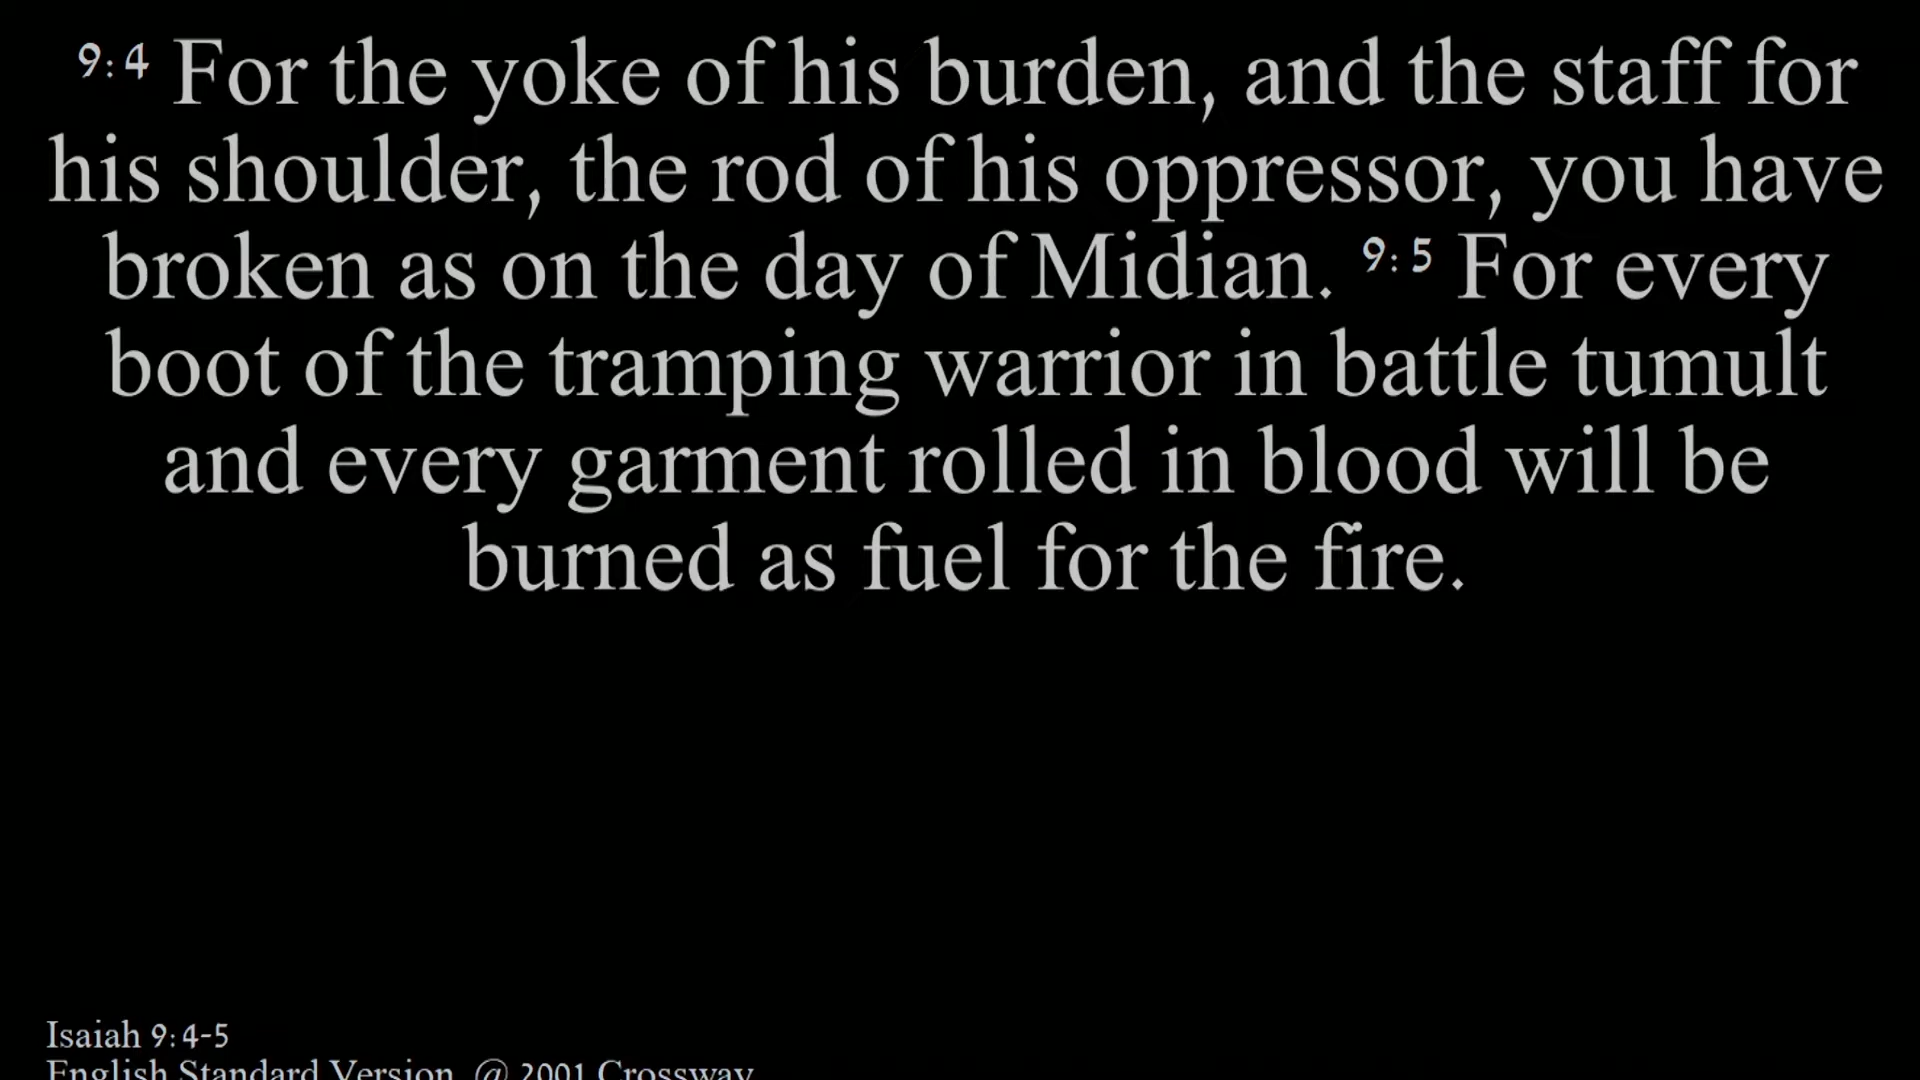 9:4 For the yoke of his burden, and the staff for
his shoulder, the rod of his oppressor, you have
broken as on the day of Midian. 9:5 For every
boot of the tramping warrior in battle tumult
and every garment rolled in blood will be
burned as fuel for the fire.
Isaiah 9:4-5
English Standard Version, @ 2001 Crossway